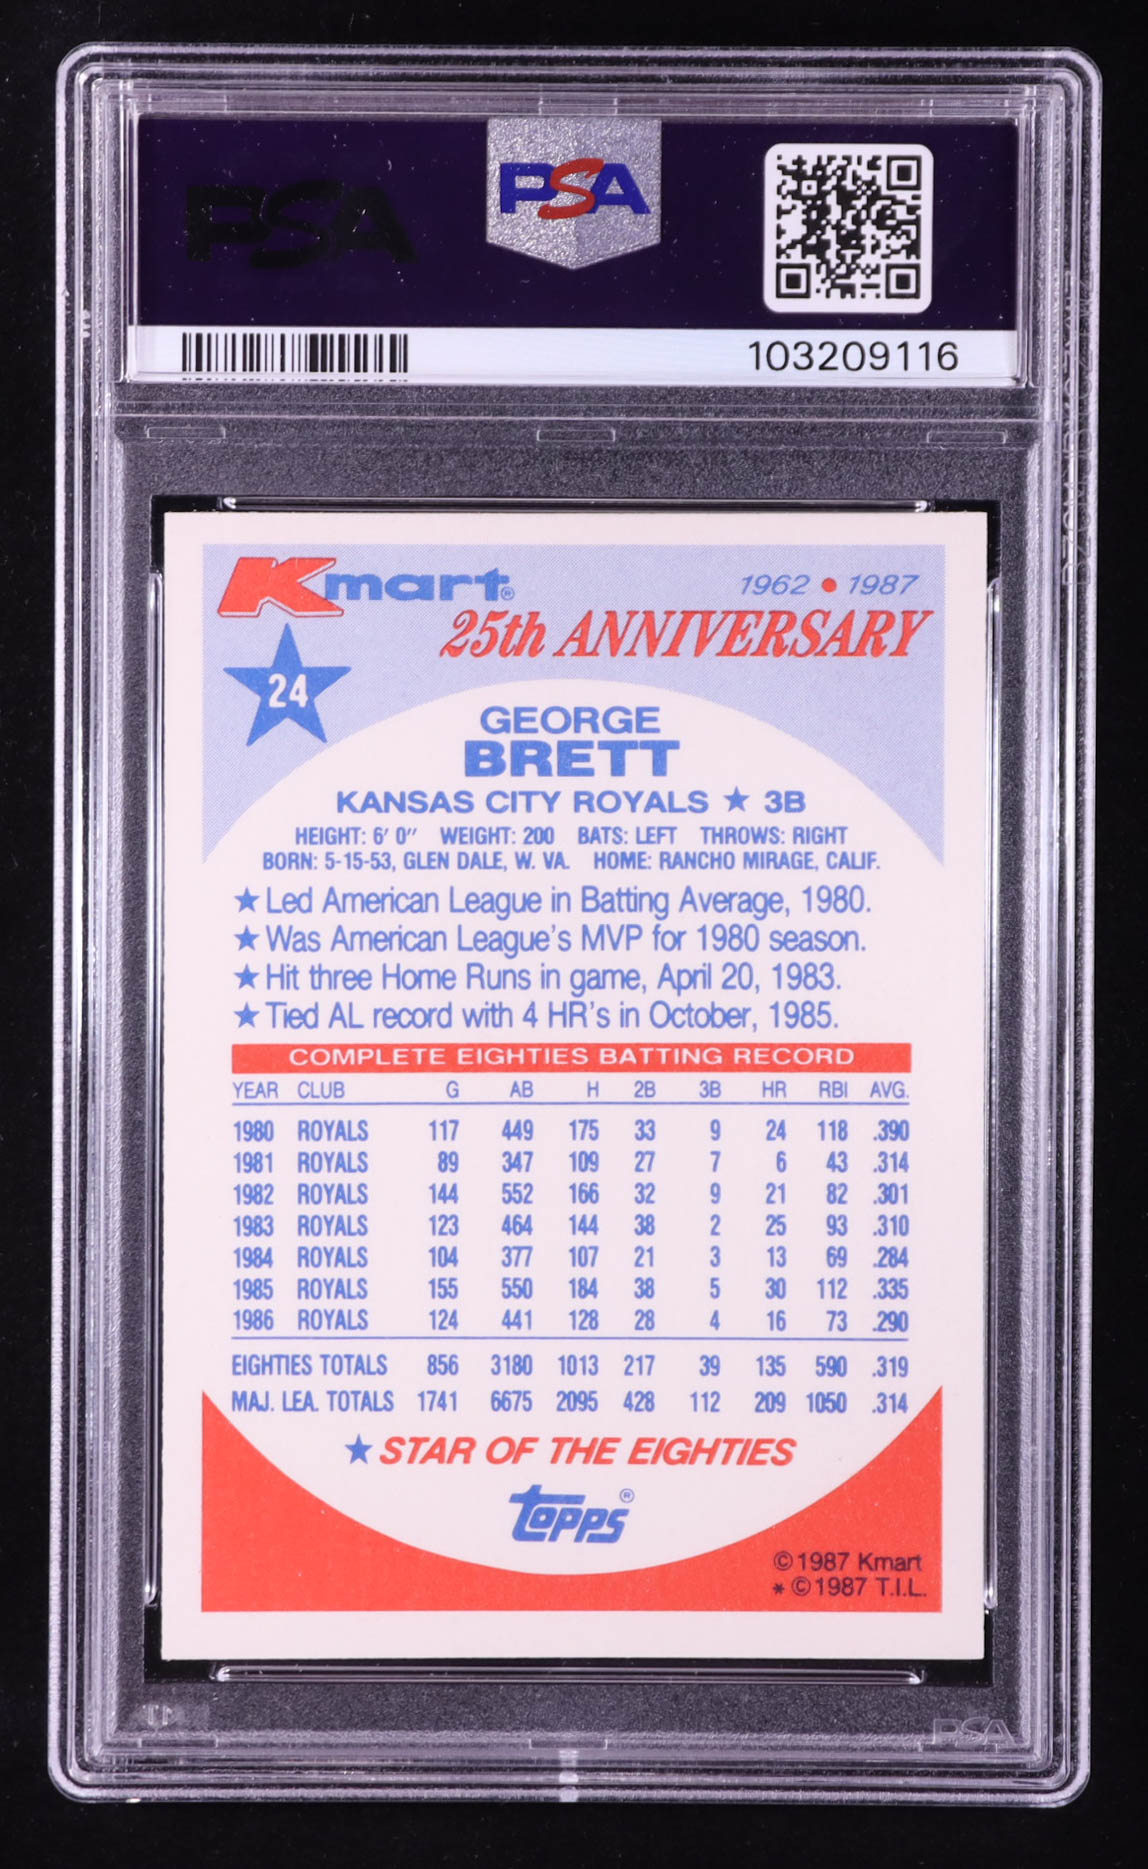 PSA
PSA
103209116
Kmart®
1962 • 1987
25th ANNIVERSARY
24
GEORGE
BRETT
KANSAS CITY ROYALS ★ 3B
HEIGHT: 6' 0" WEIGHT: 200 BATS: LEFT THROWS: RIGHT
BORN: 5-15-53, GLEN DALE, W. VA. HOME: RANCHO MIRAGE, CALIF.
★ Led American League in Batting Average, 1980.
★ Was American League's MVP for 1980 season.
★ Hit three Home Runs in game, April 20, 1983.
★ Tied AL record with 4 HR's in October, 1985.
COMPLETE EIGHTIES BATTING RECORD
YEAR CLUB G AB H 2B 3B HR RBI AVG.
1980 ROYALS 117 449 175 33 9 24 118 .390
1981 ROYALS 89 347 109 27 7 6 43 .314
1982 ROYALS 144 552 166 32 9 21 82 .301
1983 ROYALS 123 464 144 38 2 25 93 .310
1984 ROYALS 104 377 107 21 3 13 69 .284
1985 ROYALS 155 550 184 38 5 30 112 .335
1986 ROYALS 124 441 128 28 4 16 73 .290
EIGHTIES TOTALS 856 3180 1013 217 39 135 590 .319
MAJ. LEA. TOTALS 1741 6675 2095 428 112 209 1050 .314
★ STAR OF THE EIGHTIES
TOPPS®
© 1987 Kmart
* © 1987 T.I.L.
PSA